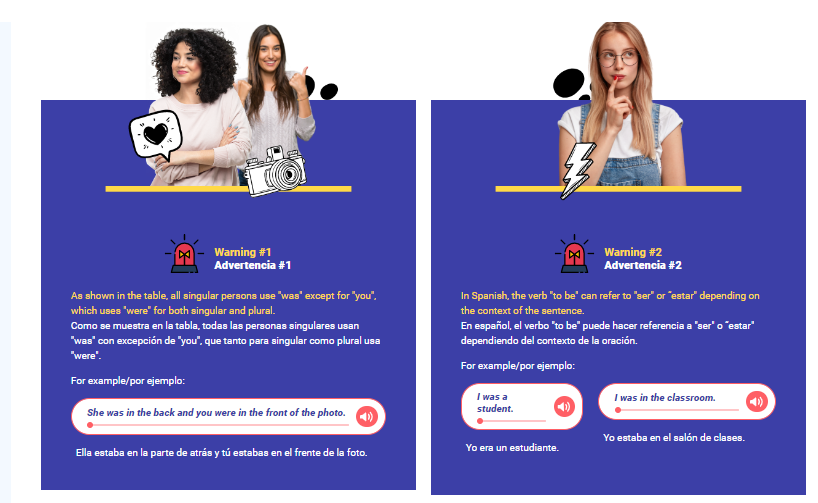 Warning #1
Advertencia #1
As shown in the table, all singular persons use "was" except for "you",
which uses "were" for both singular and plural.
Como se muestra en la tabla, todas las personas singulares usan
"was" con excepción de "you", que tanto para singular como plural usa
"were".
For example/por ejemplo:
She was in the back and you were in the front of the photo.
Ella estaba en la parte de atrás y tú estabas en el frente de la foto.
Warning #2
Advertencia #2
In Spanish, the verb "to be" can refer to "ser" or "estar" depending on
the context of the sentence.
En español, el verbo "to be" puede hacer referencia a "ser" o "estar"
dependiendo del contexto de la oración.
For example/por ejemplo:
I was a
student.
Yo era un estudiante.
I was in the classroom.
Yo estaba en el salón de clases.